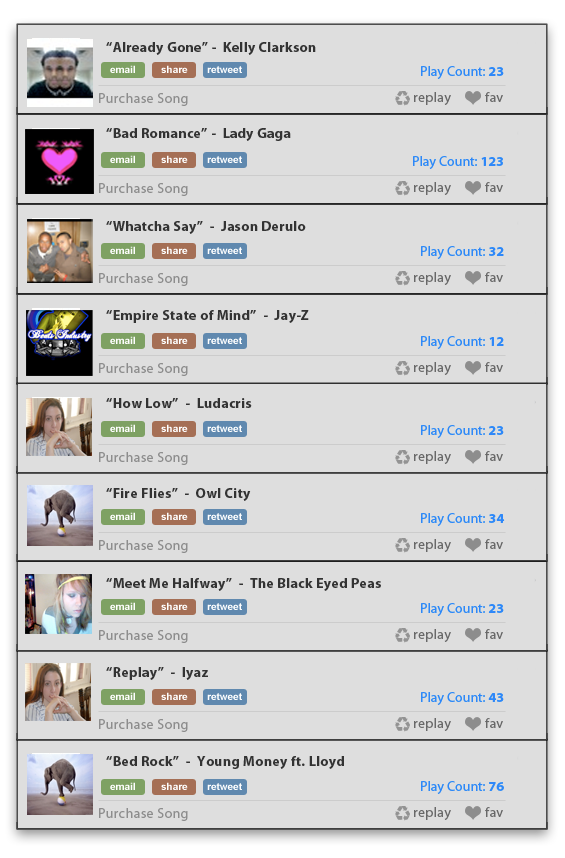 “Already Gone” - Kelly Clarkson
email share retweet
Play Count: 23
Purchase Song replay fav
“Bad Romance” - Lady Gaga
email share retweet
Play Count: 123
Purchase Song replay fav
“Whatcha Say” - Jason Derulo
email share retweet
Play Count: 32
Purchase Song replay fav
“Empire State of Mind” - Jay-Z
Beats Industry
email share retweet
Play Count: 12
Purchase Song replay fav
“How Low” - Ludacris
email share retweet
Play Count: 23
Purchase Song replay fav
“Fire Flies” - Owl City
email share retweet
Play Count: 34
Purchase Song replay fav
“Meet Me Halfway” - The Black Eyed Peas
email share retweet
Play Count: 23
Purchase Song replay fav
“Replay” - Iyaz
email share retweet
Play Count: 43
Purchase Song replay fav
“Bed Rock” - Young Money ft. Lloyd
email share retweet
Play Count: 76
Purchase Song replay fav